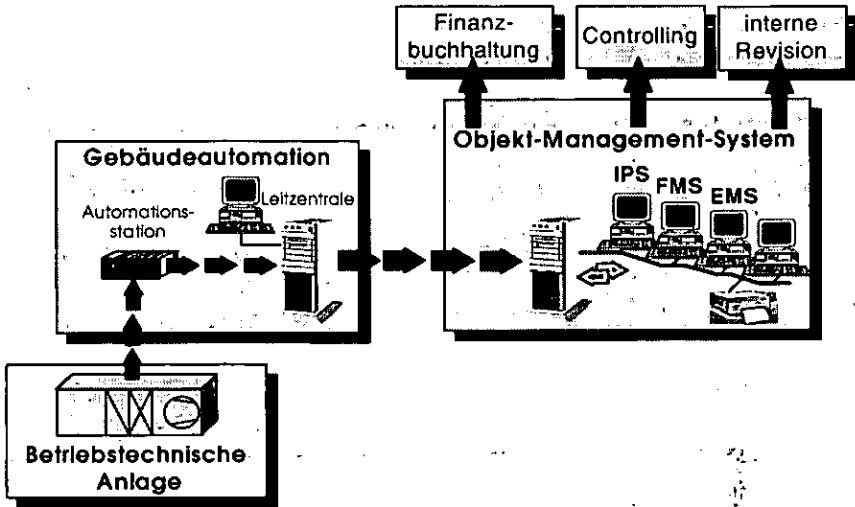 Finanz-
buchhaltung
Controlling
interne
Revision
Objekt-Management-System
IPS
FMS
EMS
Gebäudeautomation
Leitzentrale
Automations-
station
Betriebstechnische
Anlage